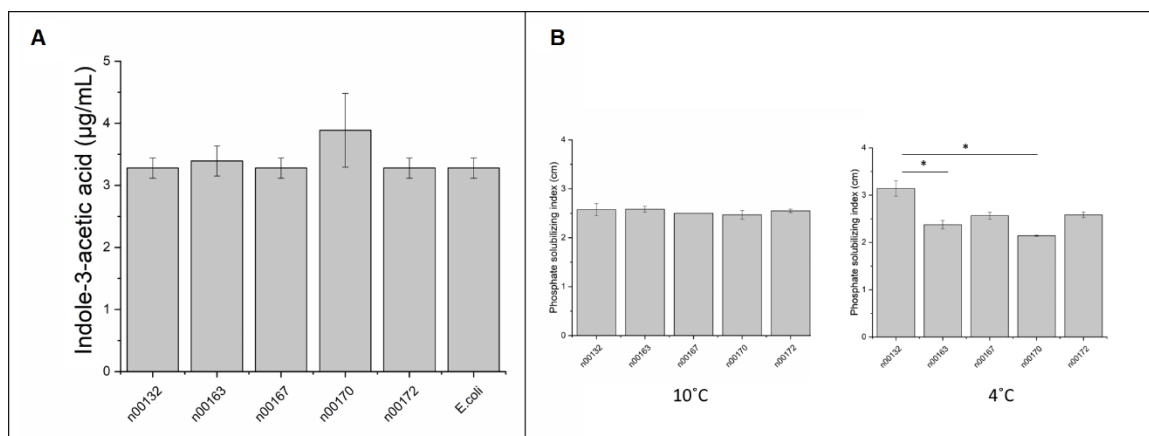 A
Indole-3-acetic acid (µg/mL)
5
4
3
2
1
0
n00132
n00163
n00167
n00170
n00172
E.coli
B
Phosphate solubilizing index (cm)
4
3
2
1
0
n00132
n00163
n00167
n00170
n00172
10˚C
Phosphate solubilizing index (cm)
4
3
2
1
0
*
*
n00132
n00163
n00167
n00170
n00172
4˚C